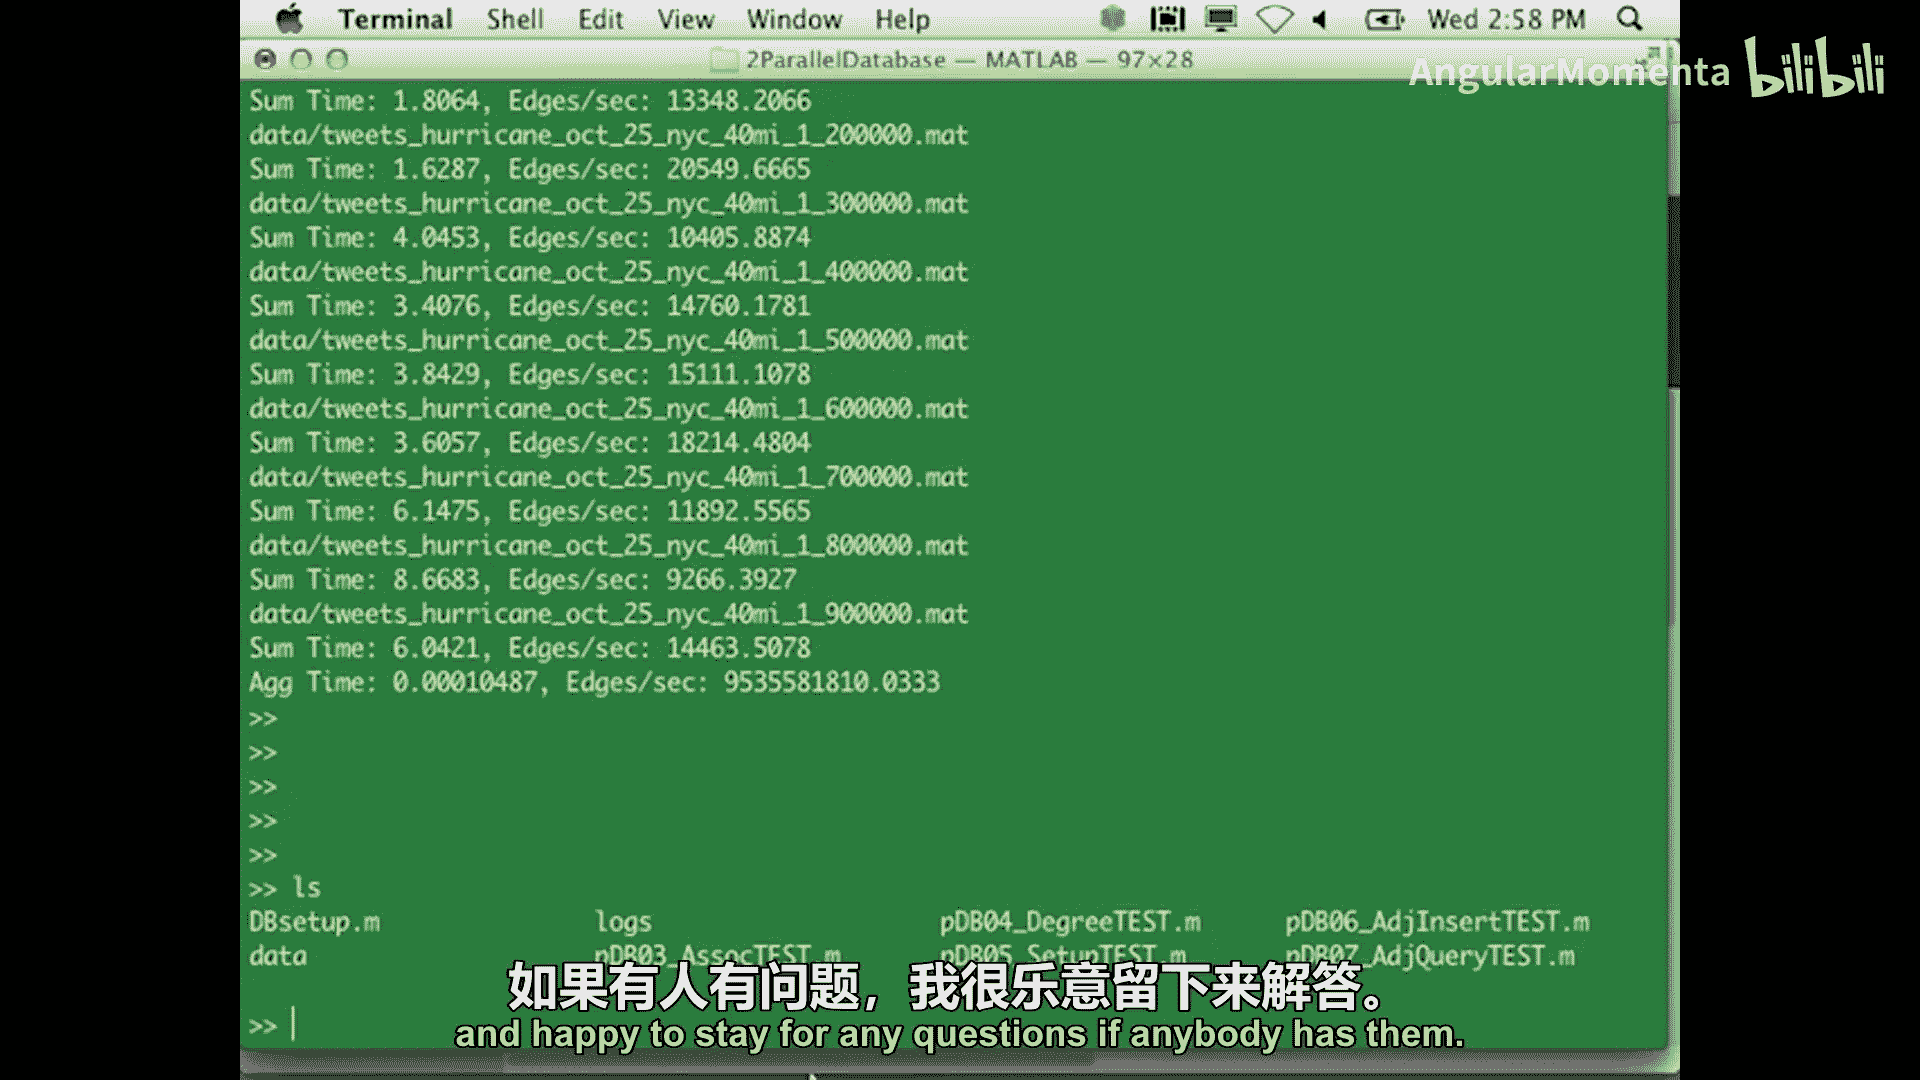 Terminal Shell Edit View Window Help Wed 2:58 PM
2ParallelDatabase — MATLAB — 97×28
AngularMomenta bilibili
Sum Time: 1.8064, Edges/sec: 13348.2066
data/tweets_hurricane_oct_25_nyc_40mi_1_200000.mat
Sum Time: 1.6287, Edges/sec: 20549.6665
data/tweets_hurricane_oct_25_nyc_40mi_1_300000.mat
Sum Time: 4.0453, Edges/sec: 10405.8874
data/tweets_hurricane_oct_25_nyc_40mi_1_400000.mat
Sum Time: 3.4076, Edges/sec: 14760.1781
data/tweets_hurricane_oct_25_nyc_40mi_1_500000.mat
Sum Time: 3.8429, Edges/sec: 15111.1078
data/tweets_hurricane_oct_25_nyc_40mi_1_600000.mat
Sum Time: 3.6057, Edges/sec: 18214.4804
data/tweets_hurricane_oct_25_nyc_40mi_1_700000.mat
Sum Time: 6.1475, Edges/sec: 11892.5565
data/tweets_hurricane_oct_25_nyc_40mi_1_800000.mat
Sum Time: 8.6683, Edges/sec: 9266.3927
data/tweets_hurricane_oct_25_nyc_40mi_1_900000.mat
Sum Time: 6.0421, Edges/sec: 14463.5078
Agg Time: 0.00010487, Edges/sec: 9535581810.0333
>>
>>
>>
>>
>>
>> ls
DBsetup.m logs pDB04_DegreeTEST.m pDB06_AdjInsertTEST.m
data pDB03_AssocTEST.m pDB05_SetupTEST.m pDB07_AdjQueryTEST.m
如果有人有问题，我很乐意留下来解答。
>>
and happy to stay for any questions if anybody has them.